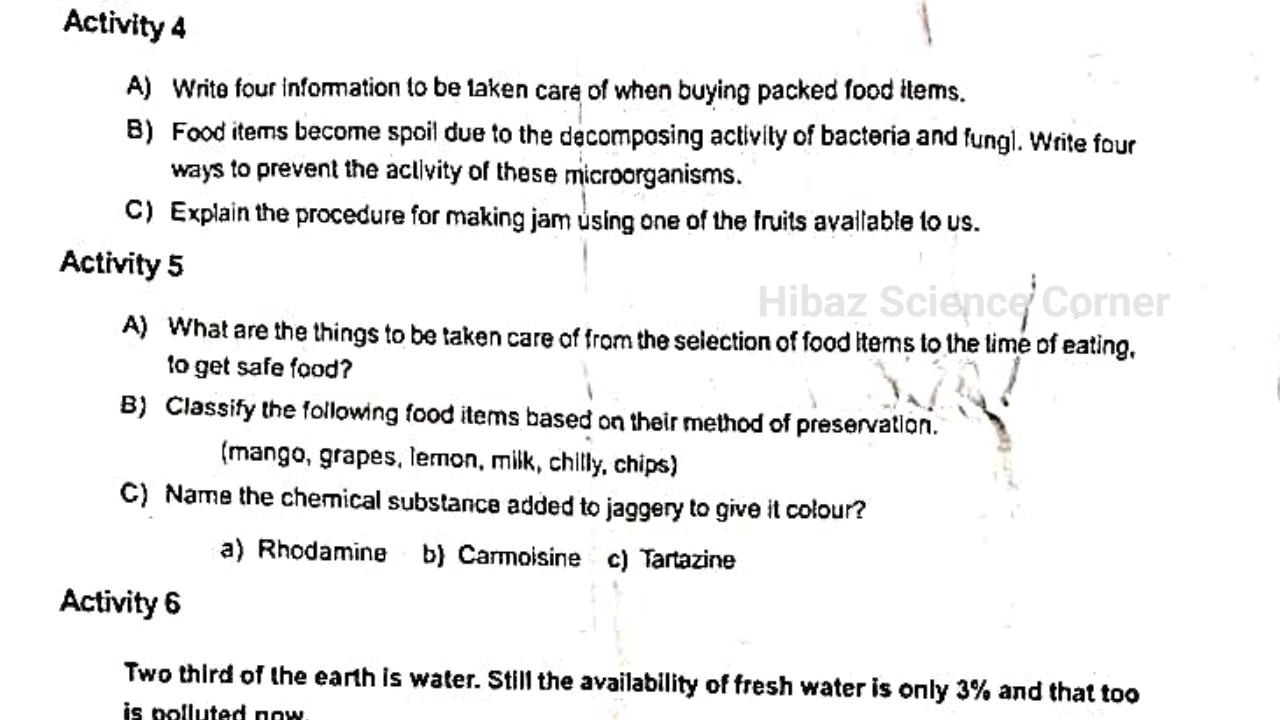 Activity 4
A) Write four information to be taken care of when buying packed food items.
B) Food items become spoil due to the decomposing activity of bacteria and fungi. Write four
ways to prevent the activity of these microorganisms.
C) Explain the procedure for making jam using one of the fruits available to us.
Activity 5
Hibaz Science Corner
A) What are the things to be taken care of from the selection of food items to the time of eating,
to get safe food?
B) Classify the following food items based on their method of preservation.
(mango, grapes, lemon, milk, chilly, chips)
C) Name the chemical substance added to jaggery to give it colour?
a) Rhodamine b) Carmoisine c) Tartazine
Activity 6
Two third of the earth is water. Still the availability of fresh water is only 3% and that too
is polluted now.